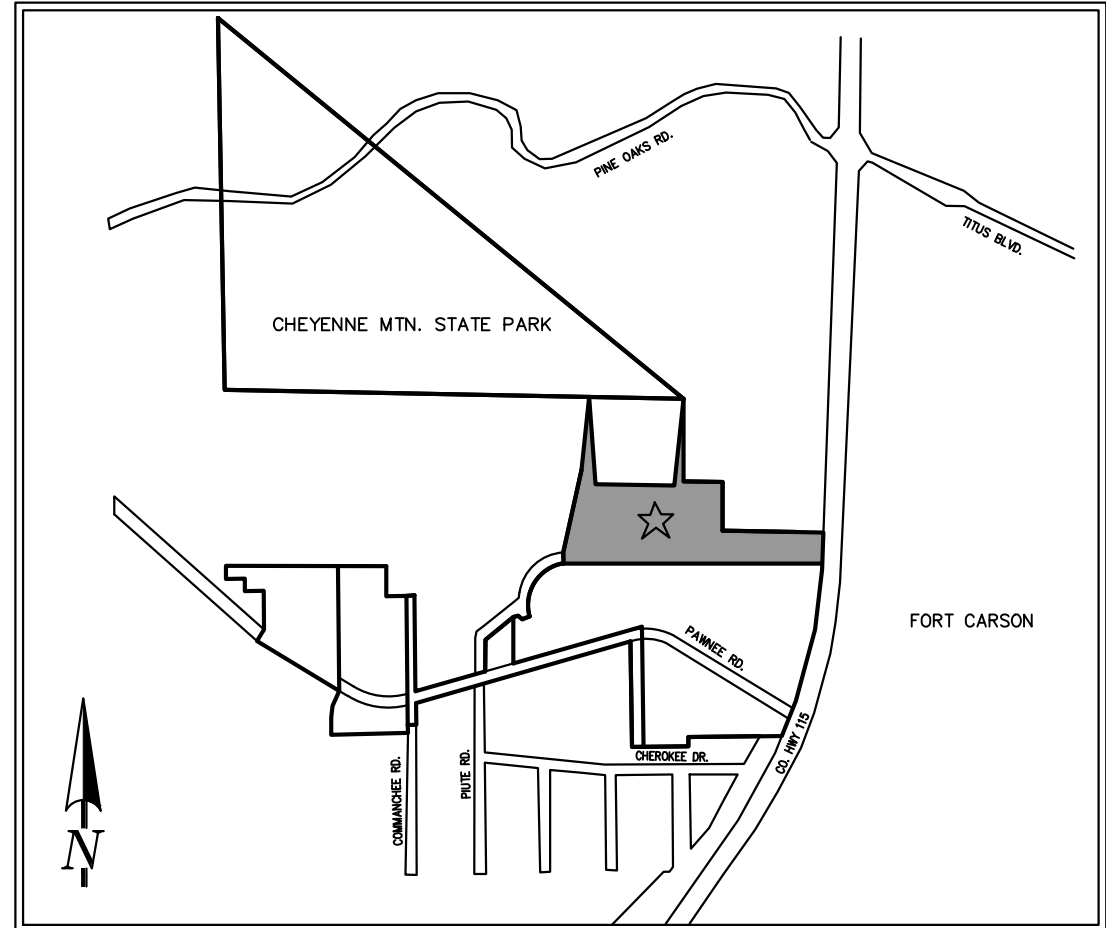 PINE OAKS RD.
TITUS BLVD.
CHEYENNE MTN. STATE PARK
FORT CARSON
PAWNEE RD.
CO. HWY 115
CHEROKEE DR.
PIUTE RD.
COMMANCHEE RD.
N